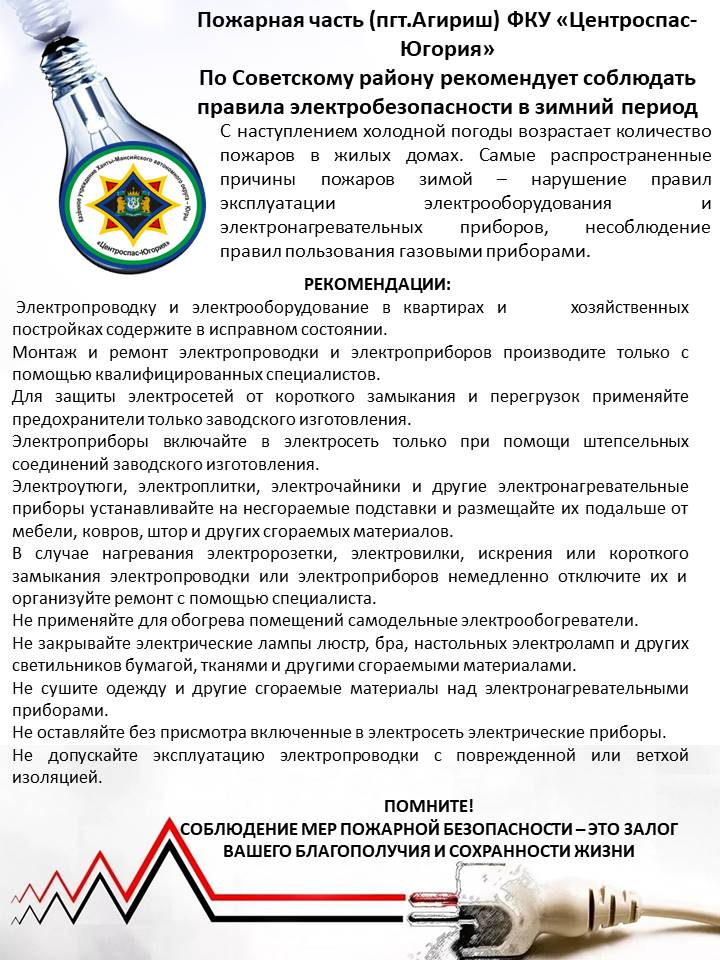 Пожарная часть (пгт.Агириш) ФКУ «Центроспас-
Югория»
По Советскому району рекомендует соблюдать
правила электробезопасности в зимний период
С наступлением холодной погоды возрастает количество
пожаров в жилых домах. Самые распространенные
причины пожаров зимой – нарушение правил
эксплуатации электрооборудования и
электронагревательных приборов, несоблюдение
правил пользования газовыми приборами.
Казённое учреждение Ханты-Мансийского автономного округа - Югры
«Центроспас-Югория»
РЕКОМЕНДАЦИИ:
Электропроводку и электрооборудование в квартирах и хозяйственных
постройках содержите в исправном состоянии.
Монтаж и ремонт электропроводки и электроприборов производите только с
помощью квалифицированных специалистов.
Для защиты электросетей от короткого замыкания и перегрузок применяйте
предохранители только заводского изготовления.
Электроприборы включайте в электросеть только при помощи штепсельных
соединений заводского изготовления.
Электроутюги, электроплитки, электрочайники и другие электронагревательные
приборы устанавливайте на несгораемые подставки и размещайте их подальше от
мебели, ковров, штор и других сгораемых материалов.
В случае нагревания электророзетки, электровилки, искрения или короткого
замыкания электропроводки или электроприборов немедленно отключите их и
организуйте ремонт с помощью специалиста.
Не применяйте для обогрева помещений самодельные электрообогреватели.
Не закрывайте электрические лампы люстр, бра, настольных электроламп и других
светильников бумагой, тканями и другими сгораемыми материалами.
Не сушите одежду и другие сгораемые материалы над электронагревательными
приборами.
Не оставляйте без присмотра включенные в электросеть электрические приборы.
Не допускайте эксплуатацию электропроводки с поврежденной или ветхой
изоляцией.
ПОМНИТЕ!
СОБЛЮДЕНИЕ МЕР ПОЖАРНОЙ БЕЗОПАСНОСТИ – ЭТО ЗАЛОГ
ВАШЕГО БЛАГОПОЛУЧИЯ И СОХРАННОСТИ ЖИЗНИ